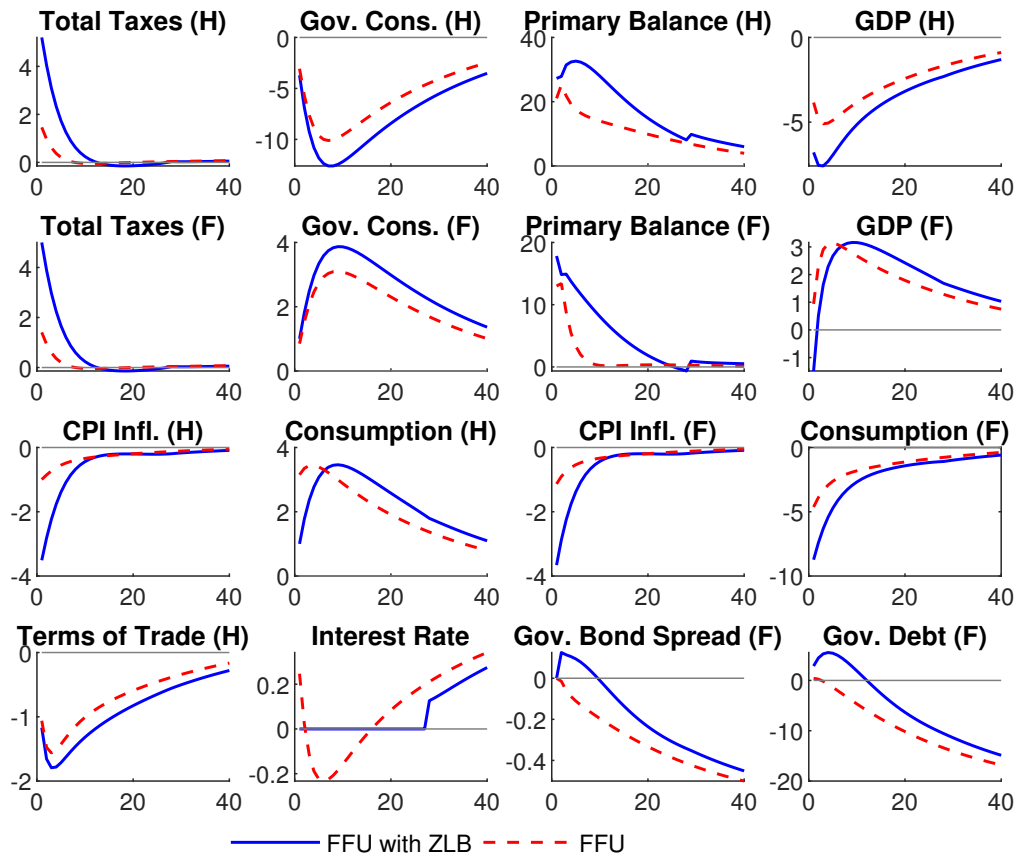 Total Taxes (H) Gov. Cons. (H) Primary Balance (H) GDP (H)
4
2
0
0 20 40
0
-5
-10
0 20 40
40
20
0
0 20 40
0
-5
0 20 40
Total Taxes (F) Gov. Cons. (F) Primary Balance (F) GDP (F)
4
2
0
0 20 40
4
2
0
0 20 40
20
10
0
0 20 40
3
2
1
0
-1
0 20 40
CPI Infl. (H) Consumption (H) CPI Infl. (F) Consumption (F)
0
-2
-4
0 20 40
4
2
0
0 20 40
0
-2
-4
0 20 40
0
-5
-10
0 20 40
Terms of Trade (H) Interest Rate Gov. Bond Spread (F) Gov. Debt (F)
0
-1
-2
0 20 40
0.2
0
-0.2
0 20 40
0
-0.2
-0.4
0 20 40
0
-10
-20
0 20 40
FFU with ZLB FFU